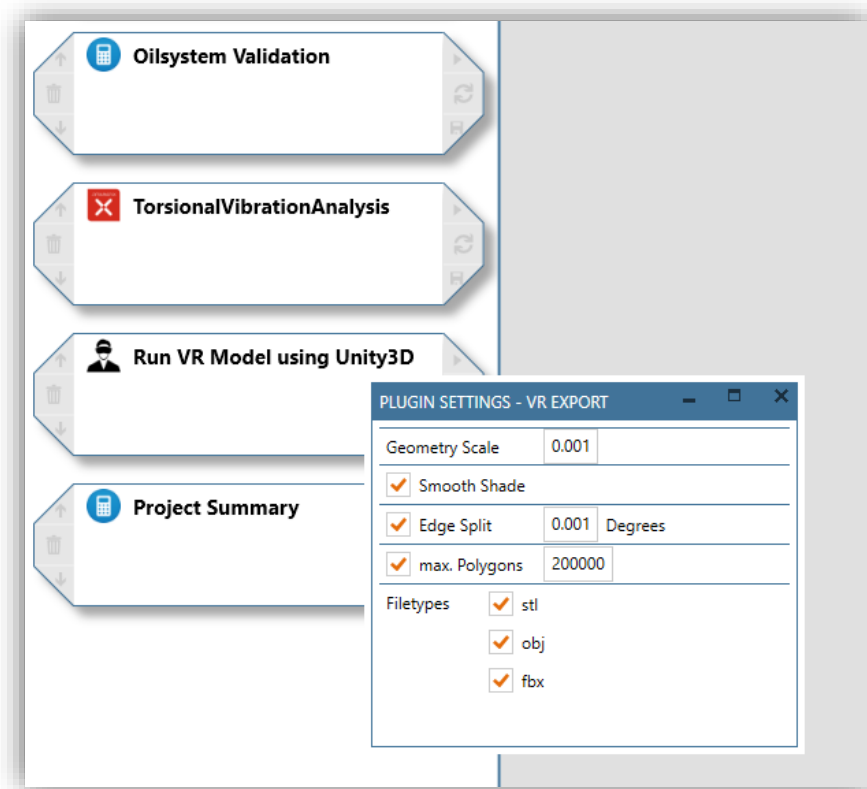 Oilsystem Validation
TorsionalVibrationAnalysis
Run VR Model using Unity3D
Project Summary
PLUGIN SETTINGS - VR EXPORT
Geometry Scale 0.001
Smooth Shade
Edge Split 0.001 Degrees
max. Polygons 200000
Filetypes stl
obj
fbx